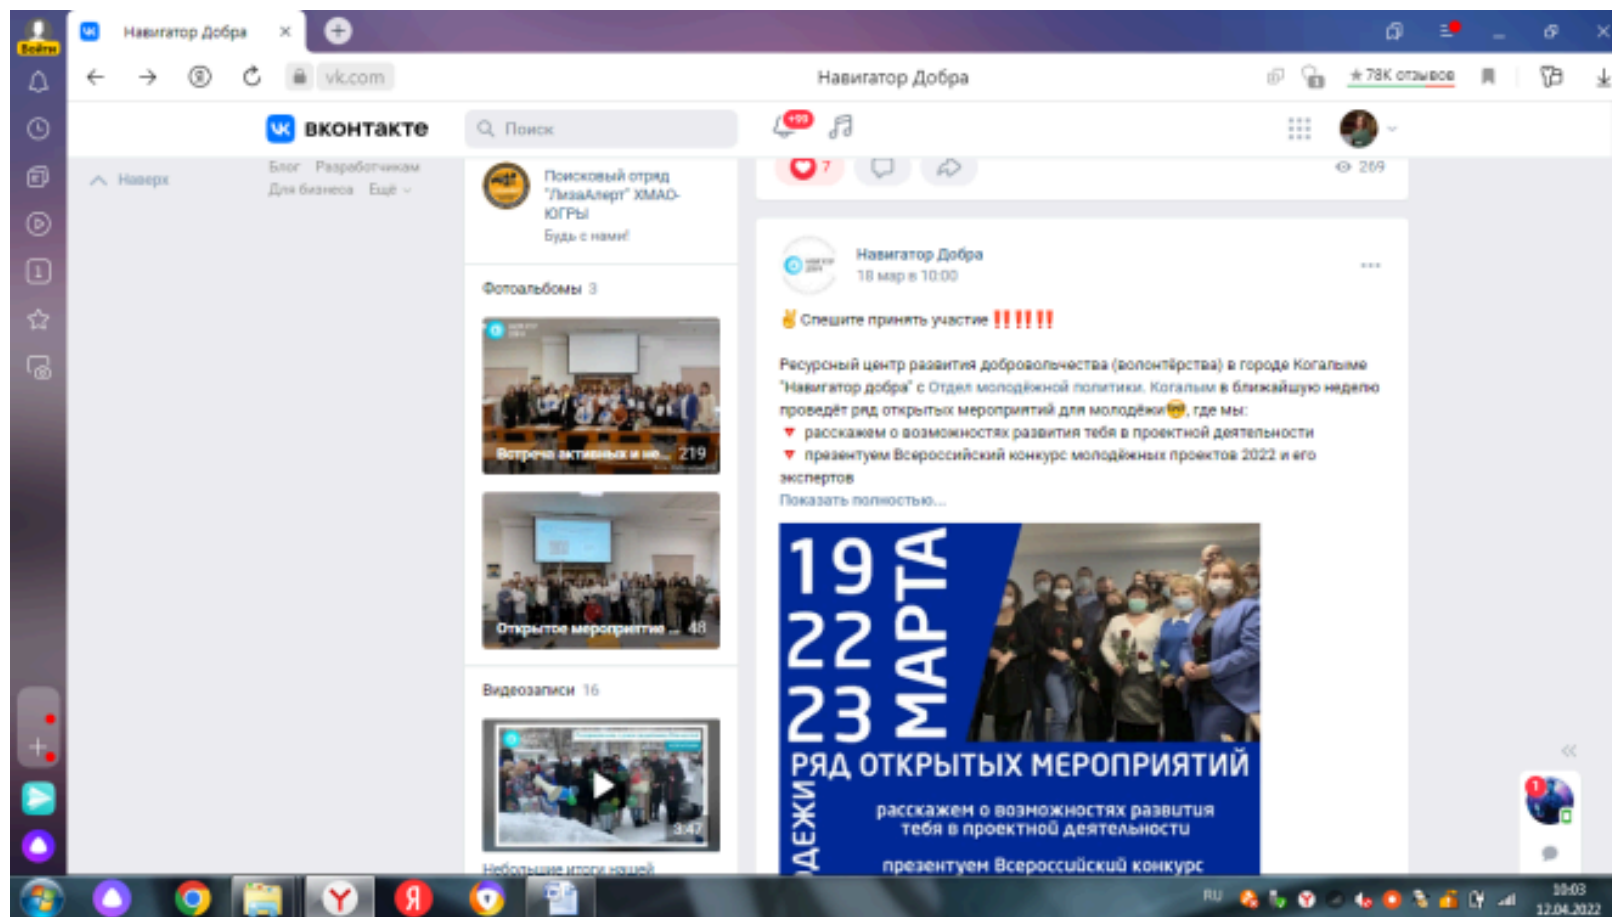 Войти
Навигатор Добра
vk.com
Навигатор Добра
78K отзывов
ВКОНТАКТЕ
Поиск
+99
Блог Разработчикам
Для бизнеса Ещё
Наверх
Поисковый отряд
"ЛизаАлерт" ХМАО-
ЮГРЫ
Будь с нами!
Фотоальбомы 3
Встреча активных и не... 219
Открытое мероприятие ... 48
Видеозаписи 16
3:47
Небольшие итоги нашей
7
269
Навигатор Добра
18 мар в 10:00
Спешите принять участие ‼️‼️‼️
Ресурсный центр развития добровольчества (волонтёрства) в городе Когалыме
"Навигатор добра" с Отдел молодёжной политики. Когалым в ближайшую неделю
проведёт ряд открытых мероприятий для молодёжи, где мы:
🔻 расскажем о возможностях развития тебя в проектной деятельности
🔻 презентуем Всероссийский конкурс молодёжных проектов 2022 и его
экспертов
Показать полностью...
19
22
23
МАРТА
РЯД ОТКРЫТЫХ МЕРОПРИЯТИЙ
расскажем о возможностях развития
тебя в проектной деятельности
презентуем Всероссийский конкурс
1
RU
10:03
12.04.2022